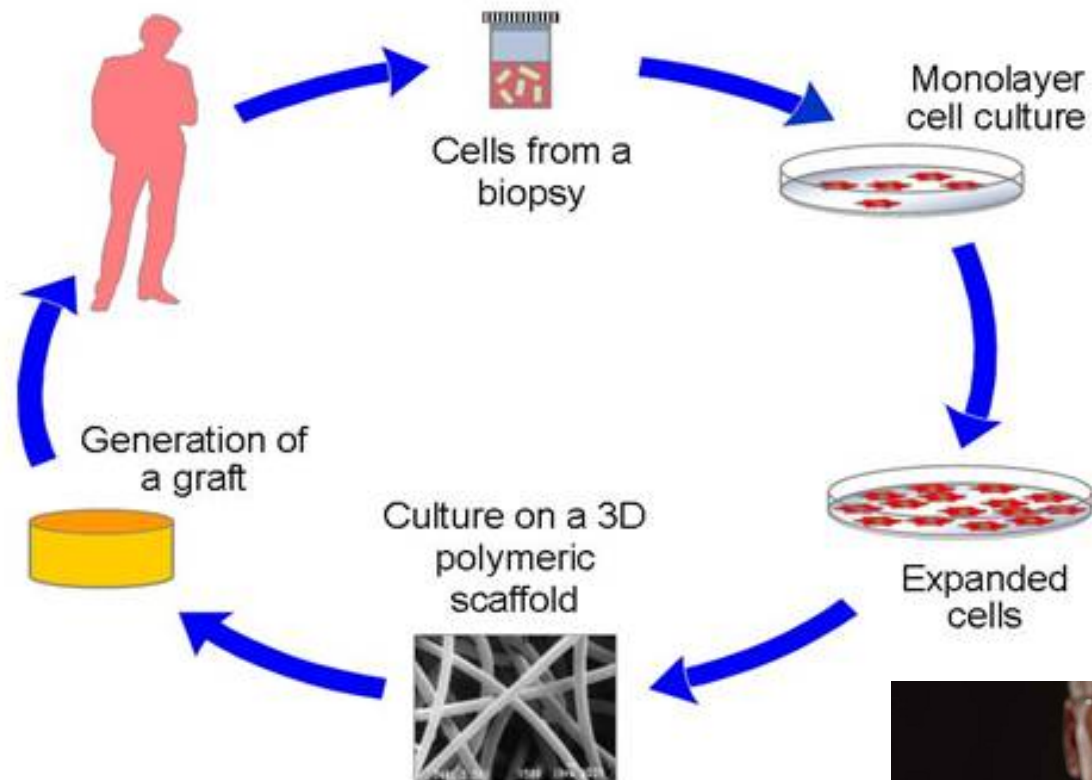 Cells from a
biopsy
Monolayer
cell culture
Expanded
cells
Culture on a 3D
polymeric
scaffold
Generation of
a graft